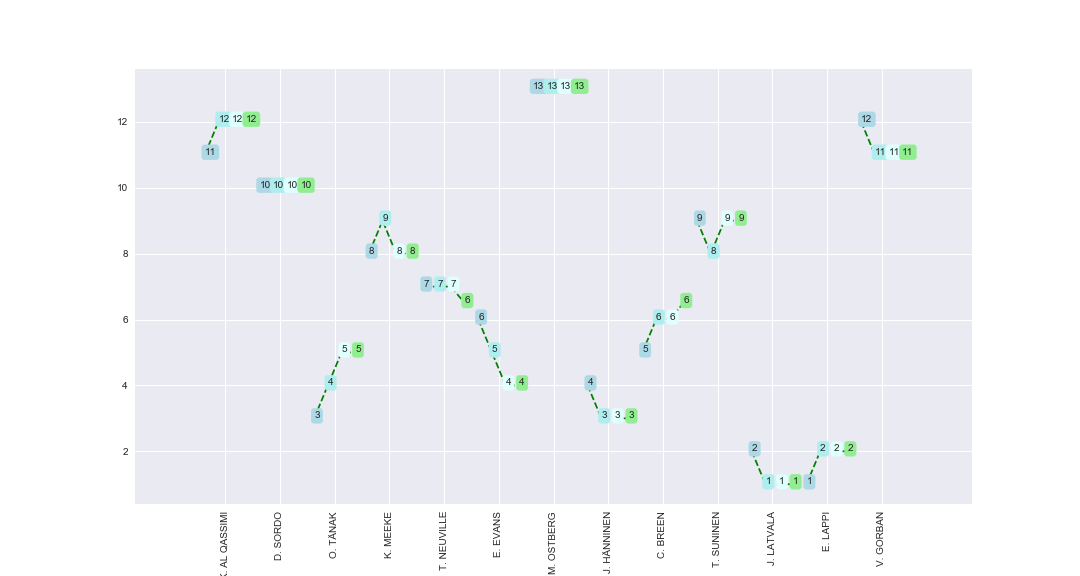 13 13 13 13
12
12 12 12
12
11
11 11 11
10
10 10 10 10
9
9
9 9
8
8
8 8
8
7 7 7
6
6
6
6
6 6
5 5
5
5
4
4
4 4
4
3
3 3 3
2
2
2 2 2
1 1 1
1
K. AL QASSIMI
D. SORDO
O. TÄNAK
K. MEEKE
T. NEUVILLE
E. EVANS
M. OSTBERG
J. HÄNNINEN
C. BREEN
T. SUNINEN
J. LATVALA
E. LAPPI
V. GORBAN